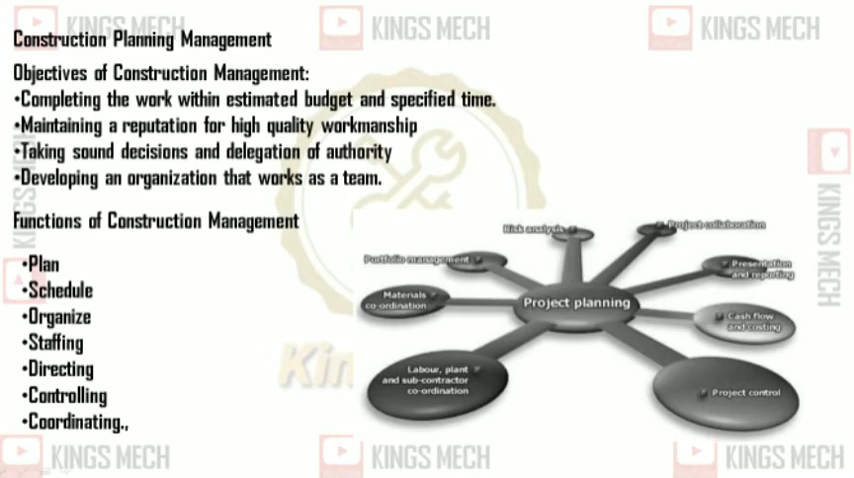 KINGS MECH
KINGS MECH
KINGS MECH
Construction Planning Management
Objectives of Construction Management:
•Completing the work within estimated budget and specified time.
•Maintaining a reputation for high quality workmanship
•Taking sound decisions and delegation of authority
•Developing an organization that works as a team.
KINGS MECH
KINGS MECH
Functions of Construction Management
•Plan
•Schedule
•Organize
•Staffing
•Directing
•Controlling
•Coordinating.,
Risk analysis
Project collaboration
Portfolio management
Presentation
and reporting
Materials
co-ordination
Project planning
Cash flow
and costing
Labour, plant
and sub-contractor
co-ordination
Project control
KINGS MECH
KINGS MECH
KINGS MECH